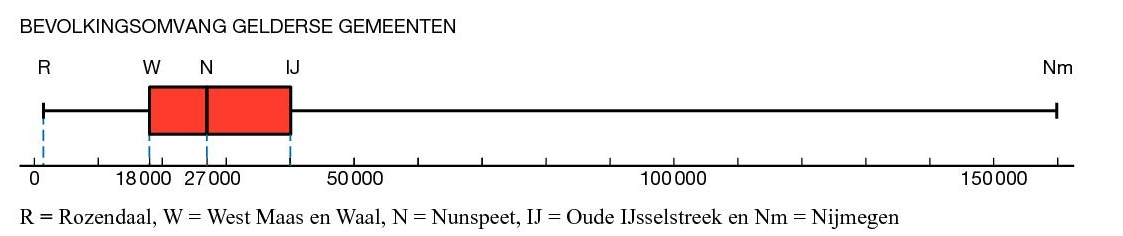 BEVOLKINGSOMVANG GELDERSE GEMEENTEN
R W N IJ Nm
0 18 000 27 000 50 000 100 000 150 000
R = Rozendaal, W = West Maas en Waal, N = Nunspeet, IJ = Oude IJsselstreek en Nm = Nijmegen